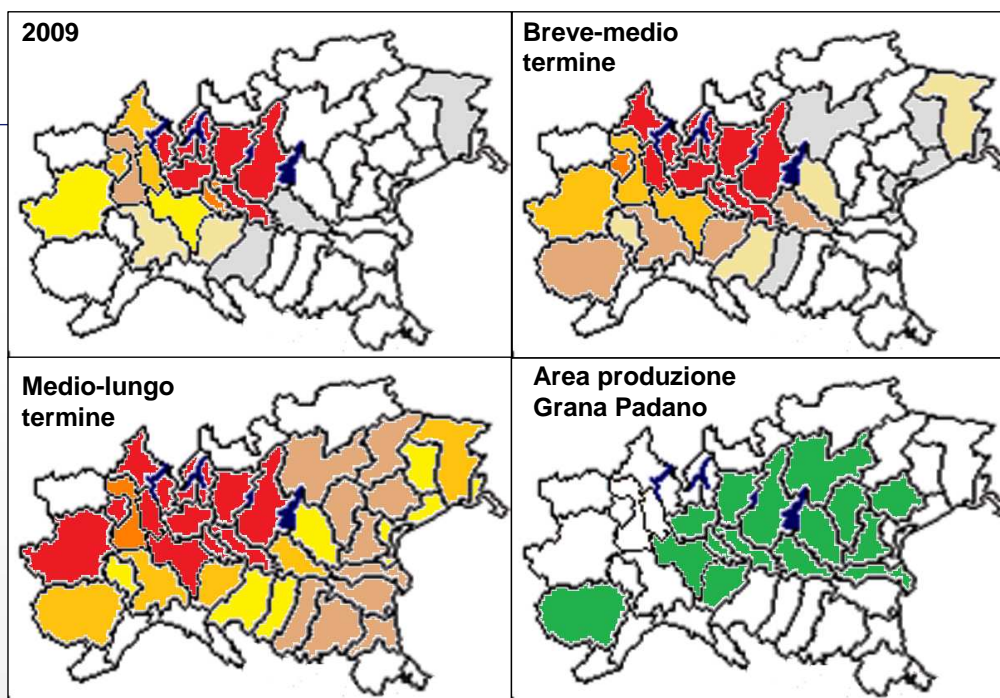 2009
Breve-medio
termine
Medio-lungo
termine
Area produzione
Grana Padano